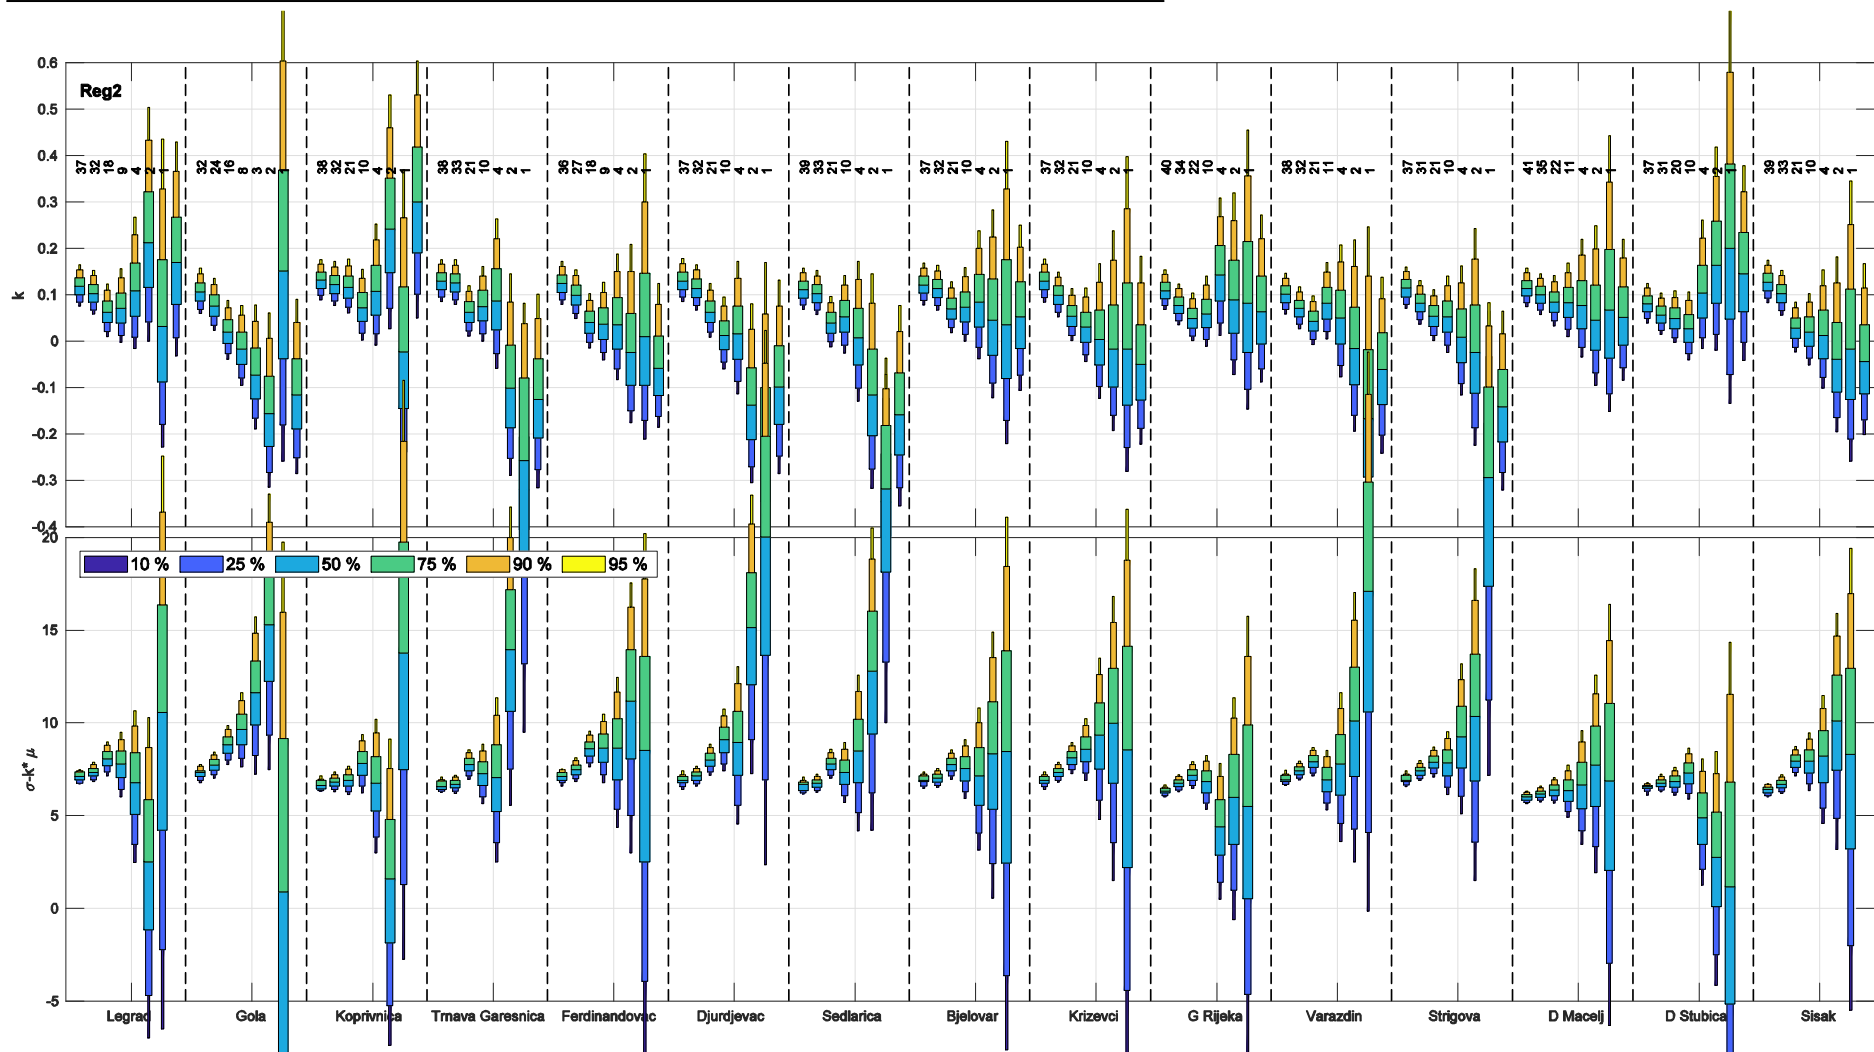 Reg2
0.6
0.5
0.4
0.3
0.2
0.1
0
-0.1
-0.2
-0.3
-0.4
k
37 32 18 9 4 2 1
32 24 16 8 3 2 1
38 32 21 10 4 2 1
38 33 21 10 4 2 1
36 27 18 9 4 2 1
37 32 21 10 4 2 1
39 33 21 10 4 2 1
37 32 21 10 4 2 1
37 32 21 10 4 2 1
40 34 22 10 4 2 1
38 32 21 11 4 2 1
37 31 21 10 4 2 1
41 35 22 11 4 2 1
37 31 20 10 4 2 1
39 33 21 10 4 2 1
20
15
10
5
0
-5
σ-k* μ
10 % 25 % 50 % 75 % 90 % 95 %
Legrad Gola Koprivnica Trnava Garesnica Ferdinandovac Djurdjevac Sedlarica Bjelovar Krizevci G Rijeka Varazdin Strigova D Macelj D Stubica Sisak